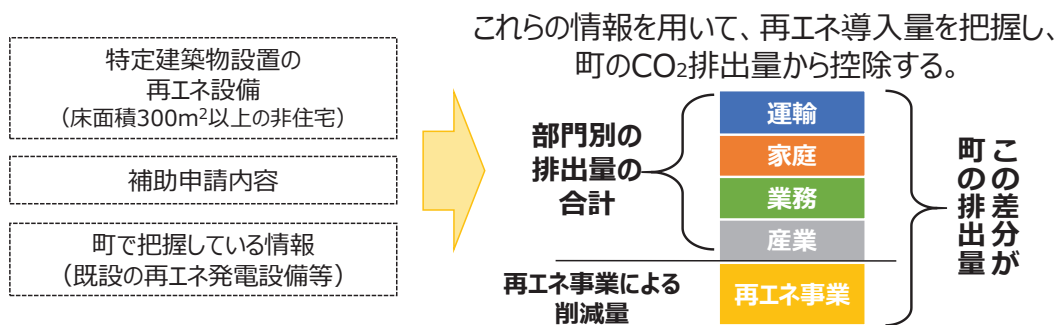 特定建築物設置の
再エネ設備
（床面積300m²以上の非住宅）
補助申請内容
町で把握している情報
（既設の再エネ発電設備等）
これらの情報を用いて、再エネ導入量を把握し、
町のCO₂排出量から控除する。
部門別の
排出量の
合計
運輸
家庭
業務
産業
再エネ事業による
削減量
再エネ事業
この差分が
町の排出量